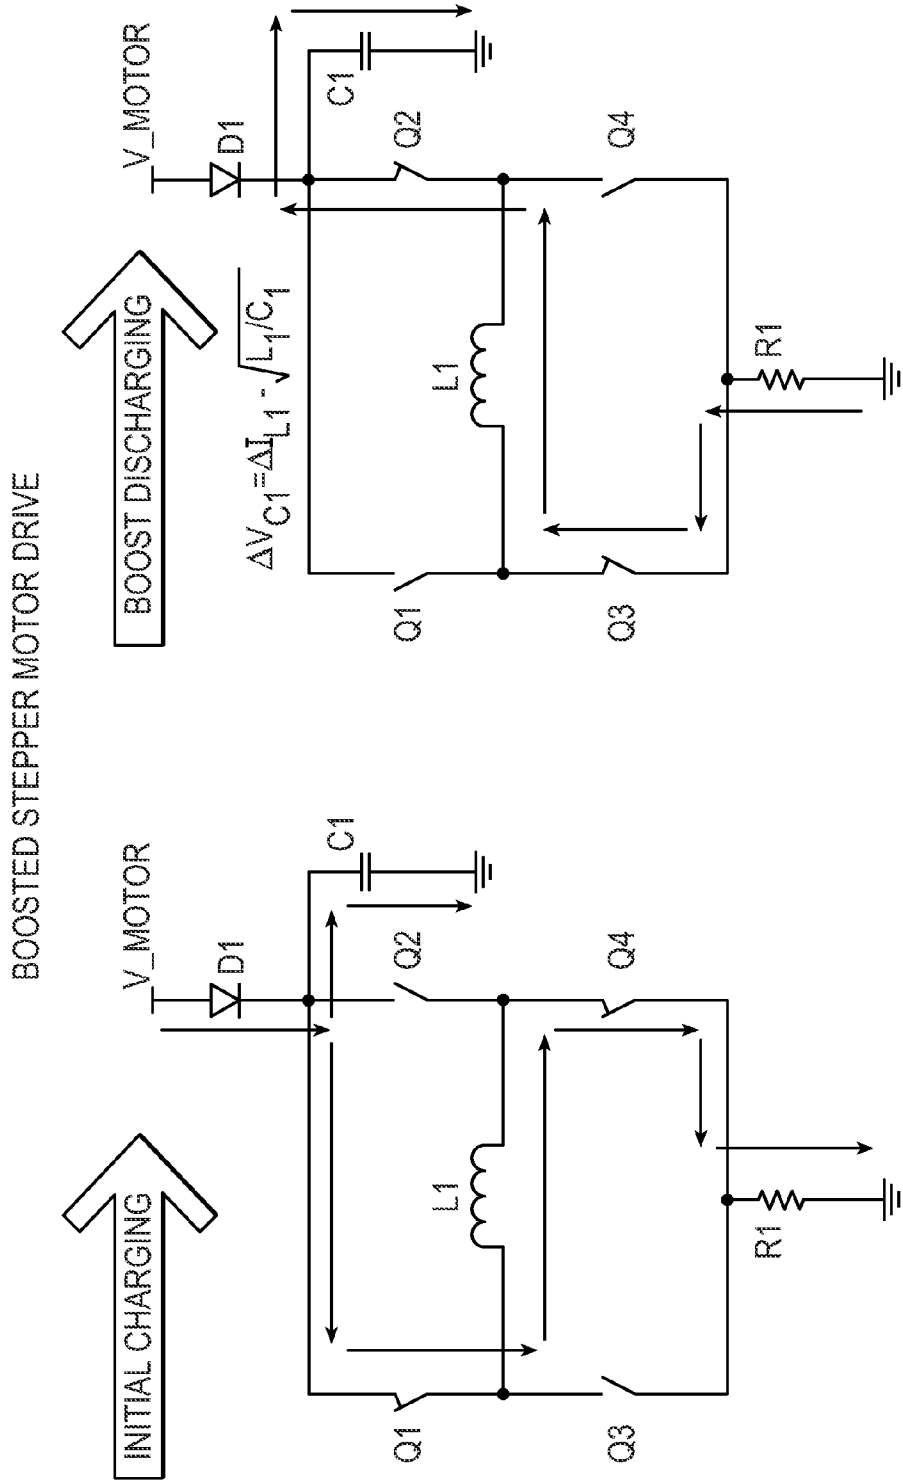 BOOSTED STEPPER MOTOR DRIVE
INITIAL CHARGING
V_MOTOR
D1
C1
Q1
Q2
L1
Q3
Q4
R1
BOOST DISCHARGING
V_MOTOR
D1
ΔV_C1 = ΔI_L1 - √L1/C1
C1
Q1
Q2
L1
Q3
Q4
R1